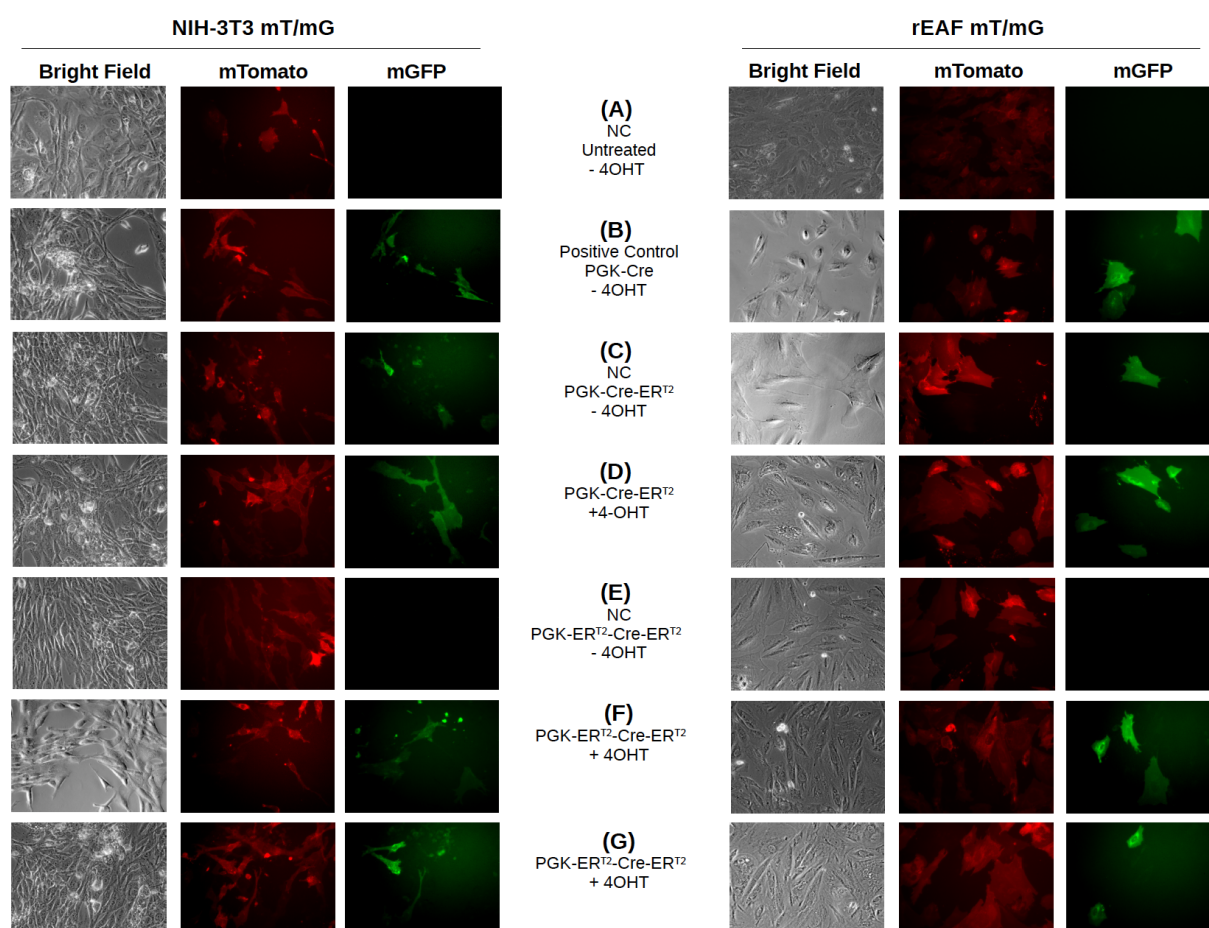 NIH-3T3 mT/mG
rEAF mT/mG
Bright Field
mTomato
mGFP
Bright Field
mTomato
mGFP
(A)
NC
Untreated
- 4OHT
(B)
Positive Control
PGK-Cre
- 4OHT
(C)
NC
PGK-Cre-ERT2
- 4OHT
(D)
PGK-Cre-ERT2
+4-OHT
(E)
NC
PGK-ERT2-Cre-ERT2
- 4OHT
(F)
PGK-ERT2-Cre-ERT2
+ 4OHT
(G)
PGK-ERT2-Cre-ERT2
+ 4OHT